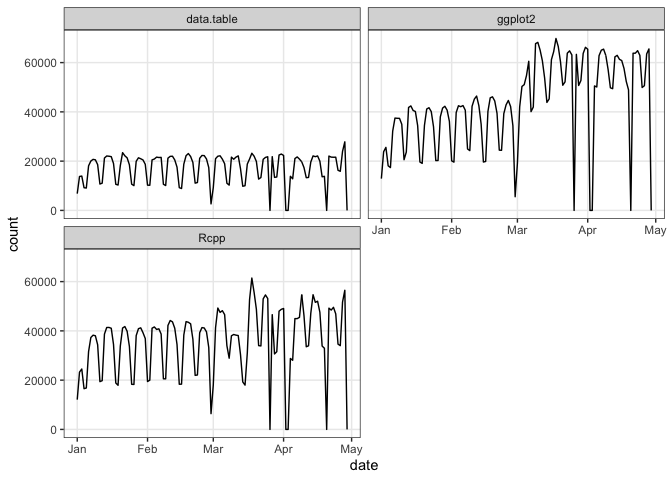 data.table
ggplot2
60000
40000
20000
0
Jan
Feb
Mar
Apr
May
Rcpp
60000
40000
20000
0
Jan
Feb
Mar
Apr
May
count
date